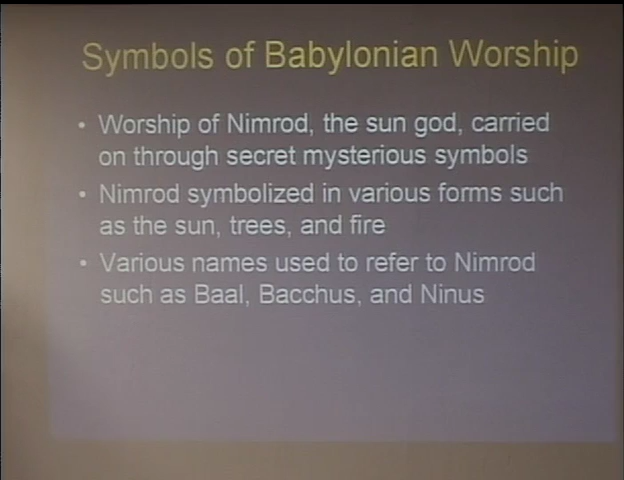 Symbols of Babylonian Worship
• Worship of Nimrod, the sun god, carried
on through secret mysterious symbols
• Nimrod symbolized in various forms such
as the sun, trees, and fire
• Various names used to refer to Nimrod
such as Baal, Bacchus, and Ninus